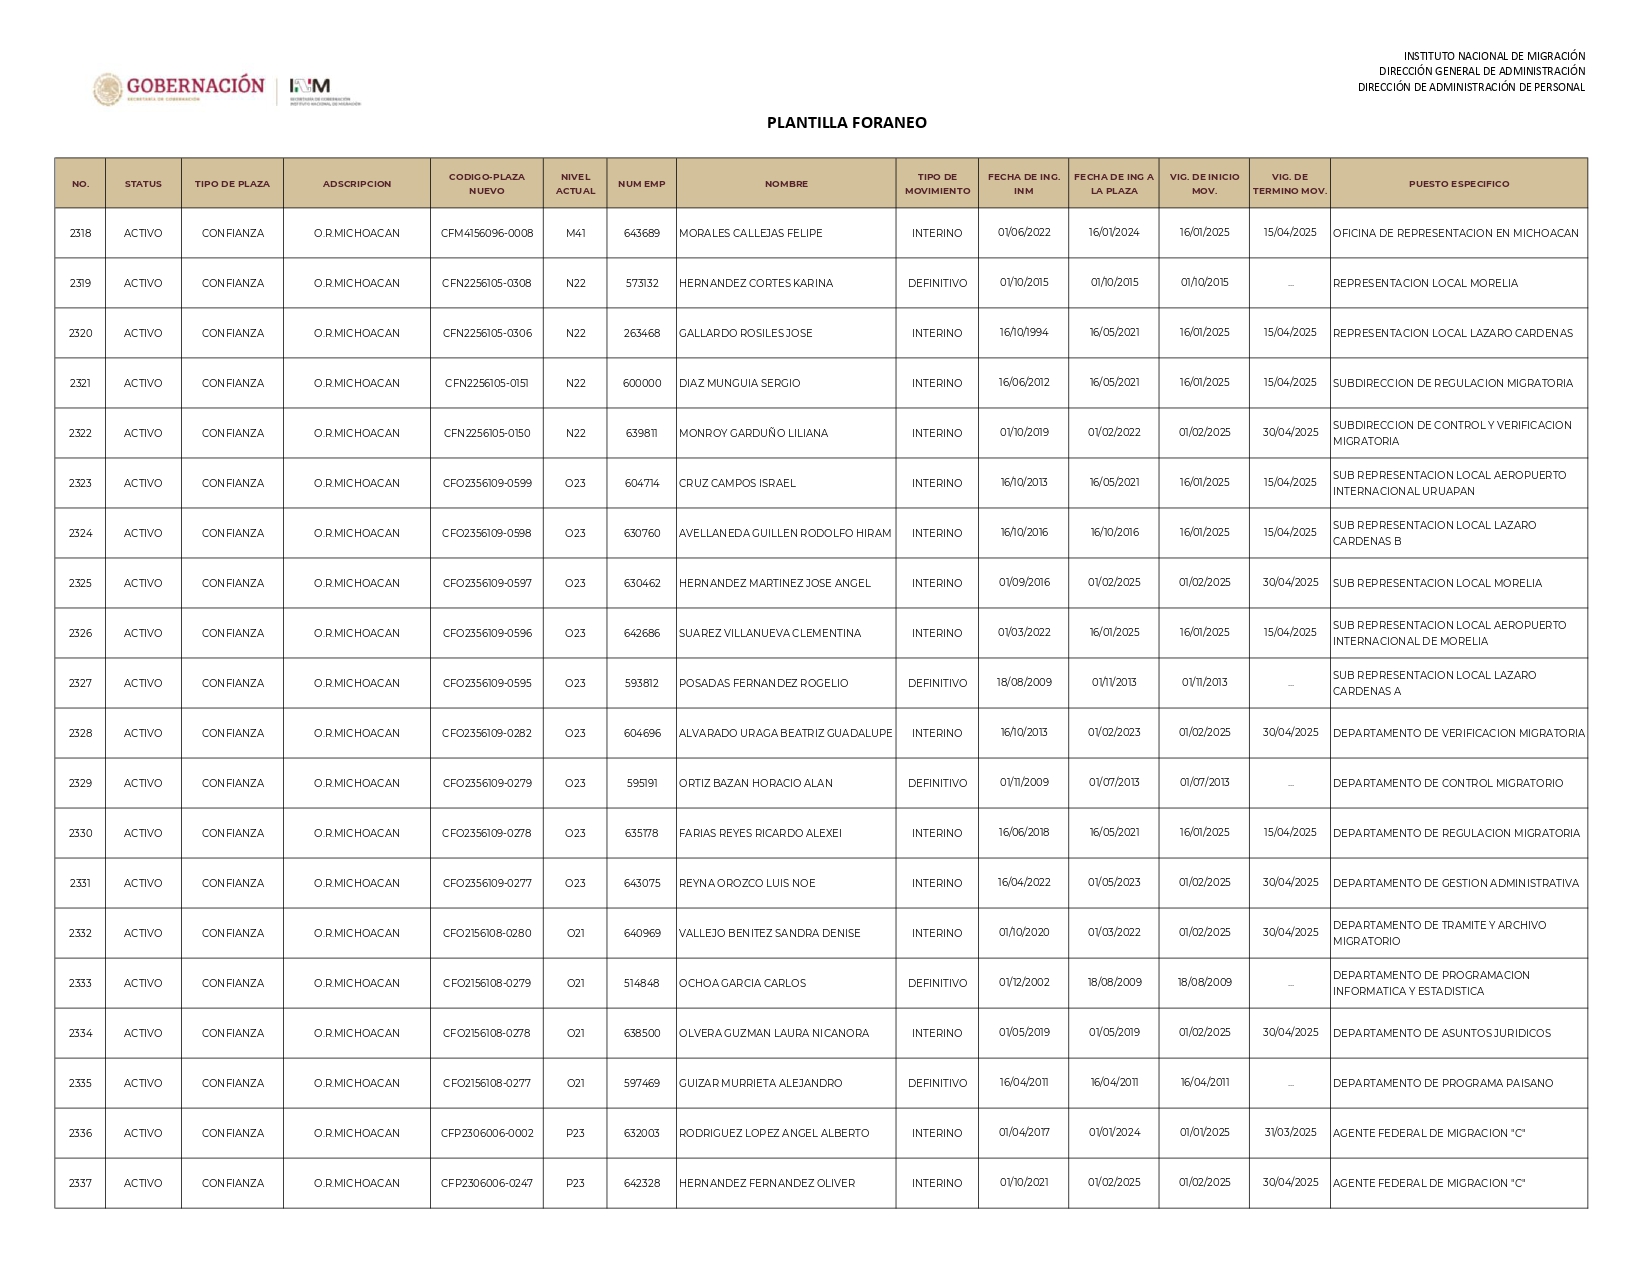 INSTITUTO NACIONAL DE MIGRACIÓN
DIRECCIÓN GENERAL DE ADMINISTRACIÓN
DIRECCIÓN DE ADMINISTRACIÓN DE PERSONAL
GOBERNACIÓN
SECRETARÍA DE GOBERNACIÓN
INM
SECRETARÍA DE GOBERNACIÓN
INSTITUTO NACIONAL DE MIGRACIÓN
PLANTILLA FORANEO
NO. STATUS TIPO DE PLAZA ADSCRIPCION CODIGO-PLAZA NUEVO NIVEL ACTUAL NUM EMP NOMBRE TIPO DE MOVIMIENTO FECHA DE ING. INM FECHA DE ING A LA PLAZA VIG. DE INICIO MOV. VIG. DE TERMINO MOV. PUESTO ESPECIFICO
2318 ACTIVO CONFIANZA O.R.MICHOACAN CFM4156096-0008 M41 643689 MORALES CALLEJAS FELIPE INTERINO 01/06/2022 16/01/2024 16/01/2025 15/04/2025 OFICINA DE REPRESENTACION EN MICHOACAN
2319 ACTIVO CONFIANZA O.R.MICHOACAN CFN2256105-0308 N22 573132 HERNANDEZ CORTES KARINA DEFINITIVO 01/10/2015 01/10/2015 01/10/2015 ... REPRESENTACION LOCAL MORELIA
2320 ACTIVO CONFIANZA O.R.MICHOACAN CFN2256105-0306 N22 263468 GALLARDO ROSILES JOSE INTERINO 16/10/1994 16/05/2021 16/01/2025 15/04/2025 REPRESENTACION LOCAL LAZARO CARDENAS
2321 ACTIVO CONFIANZA O.R.MICHOACAN CFN2256105-0151 N22 600000 DIAZ MUNGUIA SERGIO INTERINO 16/06/2012 16/05/2021 16/01/2025 15/04/2025 SUBDIRECCION DE REGULACION MIGRATORIA
2322 ACTIVO CONFIANZA O.R.MICHOACAN CFN2256105-0150 N22 639811 MONROY GARDUÑO LILIANA INTERINO 01/10/2019 01/02/2022 01/02/2025 30/04/2025 SUBDIRECCION DE CONTROL Y VERIFICACION MIGRATORIA
2323 ACTIVO CONFIANZA O.R.MICHOACAN CFO2356109-0599 O23 604714 CRUZ CAMPOS ISRAEL INTERINO 16/10/2013 16/05/2021 16/01/2025 15/04/2025 SUB REPRESENTACION LOCAL AEROPUERTO INTERNACIONAL URUAPAN
2324 ACTIVO CONFIANZA O.R.MICHOACAN CFO2356109-0598 O23 630760 AVELLANEDA GUILLEN RODOLFO HIRAM INTERINO 16/10/2016 16/10/2016 16/01/2025 15/04/2025 SUB REPRESENTACION LOCAL LAZARO CARDENAS B
2325 ACTIVO CONFIANZA O.R.MICHOACAN CFO2356109-0597 O23 630462 HERNANDEZ MARTINEZ JOSE ANGEL INTERINO 01/09/2016 01/02/2025 01/02/2025 30/04/2025 SUB REPRESENTACION LOCAL MORELIA
2326 ACTIVO CONFIANZA O.R.MICHOACAN CFO2356109-0596 O23 642686 SUAREZ VILLANUEVA CLEMENTINA INTERINO 01/03/2022 16/01/2025 16/01/2025 15/04/2025 SUB REPRESENTACION LOCAL AEROPUERTO INTERNACIONAL DE MORELIA
2327 ACTIVO CONFIANZA O.R.MICHOACAN CFO2356109-0595 O23 593812 POSADAS FERNANDEZ ROGELIO DEFINITIVO 18/08/2009 01/11/2013 01/11/2013 ... SUB REPRESENTACION LOCAL LAZARO CARDENAS A
2328 ACTIVO CONFIANZA O.R.MICHOACAN CFO2356109-0282 O23 604696 ALVARADO URAGA BEATRIZ GUADALUPE INTERINO 16/10/2013 01/02/2023 01/02/2025 30/04/2025 DEPARTAMENTO DE VERIFICACION MIGRATORIA
2329 ACTIVO CONFIANZA O.R.MICHOACAN CFO2356109-0279 O23 595191 ORTIZ BAZAN HORACIO ALAN DEFINITIVO 01/11/2009 01/07/2013 01/07/2013 ... DEPARTAMENTO DE CONTROL MIGRATORIO
2330 ACTIVO CONFIANZA O.R.MICHOACAN CFO2356109-0278 O23 635178 FARIAS REYES RICARDO ALEXEI INTERINO 16/06/2018 16/05/2021 16/01/2025 15/04/2025 DEPARTAMENTO DE REGULACION MIGRATORIA
2331 ACTIVO CONFIANZA O.R.MICHOACAN CFO2356109-0277 O23 643075 REYNA OROZCO LUIS NOE INTERINO 16/04/2022 01/05/2023 01/02/2025 30/04/2025 DEPARTAMENTO DE GESTION ADMINISTRATIVA
2332 ACTIVO CONFIANZA O.R.MICHOACAN CFO2156108-0280 O21 640969 VALLEJO BENITEZ SANDRA DENISE INTERINO 01/10/2020 01/03/2022 01/02/2025 30/04/2025 DEPARTAMENTO DE TRAMITE Y ARCHIVO MIGRATORIO
2333 ACTIVO CONFIANZA O.R.MICHOACAN CFO2156108-0279 O21 514848 OCHOA GARCIA CARLOS DEFINITIVO 01/12/2002 18/08/2009 18/08/2009 ... DEPARTAMENTO DE PROGRAMACION INFORMATICA Y ESTADISTICA
2334 ACTIVO CONFIANZA O.R.MICHOACAN CFO2156108-0278 O21 638500 OLVERA GUZMAN LAURA NICANORA INTERINO 01/05/2019 01/05/2019 01/02/2025 30/04/2025 DEPARTAMENTO DE ASUNTOS JURIDICOS
2335 ACTIVO CONFIANZA O.R.MICHOACAN CFO2156108-0277 O21 597469 GUIZAR MURRIETA ALEJANDRO DEFINITIVO 16/04/2011 16/04/2011 16/04/2011 ... DEPARTAMENTO DE PROGRAMA PAISANO
2336 ACTIVO CONFIANZA O.R.MICHOACAN CFP2306006-0002 P23 632003 RODRIGUEZ LOPEZ ANGEL ALBERTO INTERINO 01/04/2017 01/01/2024 01/01/2025 31/03/2025 AGENTE FEDERAL DE MIGRACION "C"
2337 ACTIVO CONFIANZA O.R.MICHOACAN CFP2306006-0247 P23 642328 HERNANDEZ FERNANDEZ OLIVER INTERINO 01/10/2021 01/02/2025 01/02/2025 30/04/2025 AGENTE FEDERAL DE MIGRACION "C"